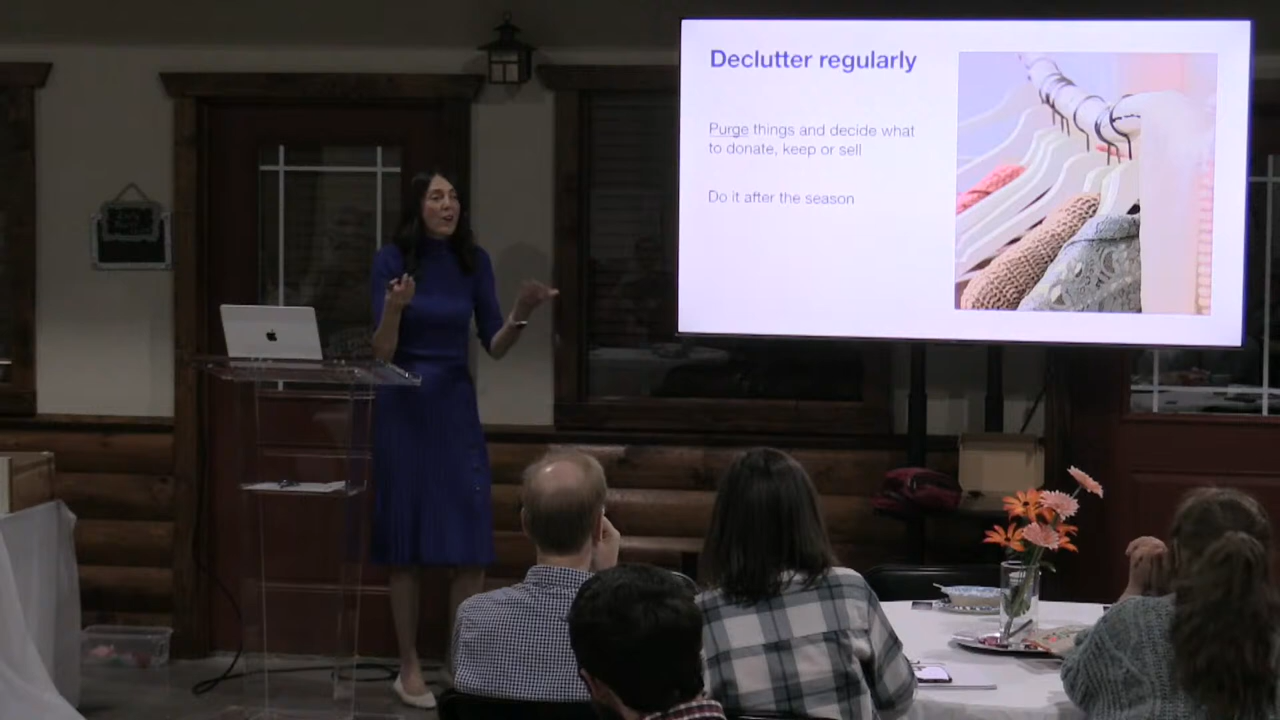 Declutter regularly
Purge things and decide what
to donate, keep or sell
Do it after the season